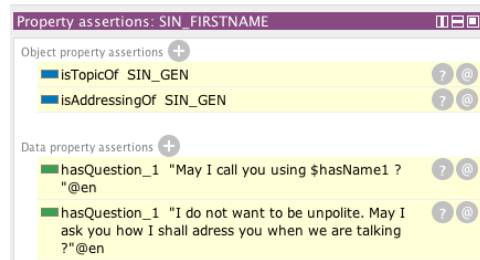 Property assertions: SIN_FIRSTNAME
Object property assertions
isTopicOf SIN_GEN
isAddressingOf SIN_GEN
Data property assertions
hasQuestion_1 "May I call you using $hasName1 ?
"@en
hasQuestion_1 "I do not want to be unpolite. May I
ask you how I shall adress you when we are talking
?"@en